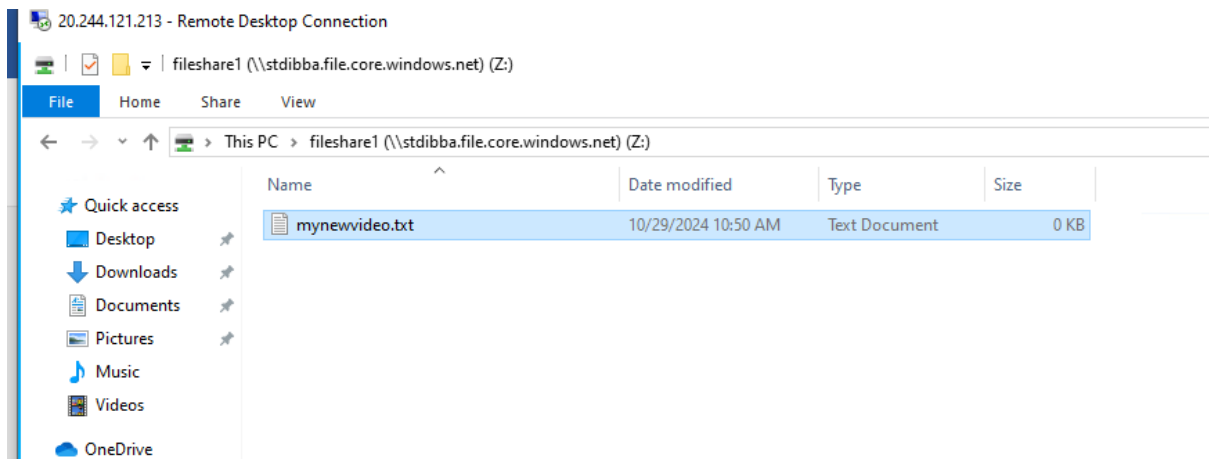 20.244.121.213 - Remote Desktop Connection
fileshare1 (\\stdibba.file.core.windows.net) (Z:)
File Home Share View
This PC > fileshare1 (\\stdibba.file.core.windows.net) (Z:)
Name Date modified Type Size
Quick access
mynewvideo.txt 10/29/2024 10:50 AM Text Document 0 KB
Desktop
Downloads
Documents
Pictures
Music
Videos
OneDrive